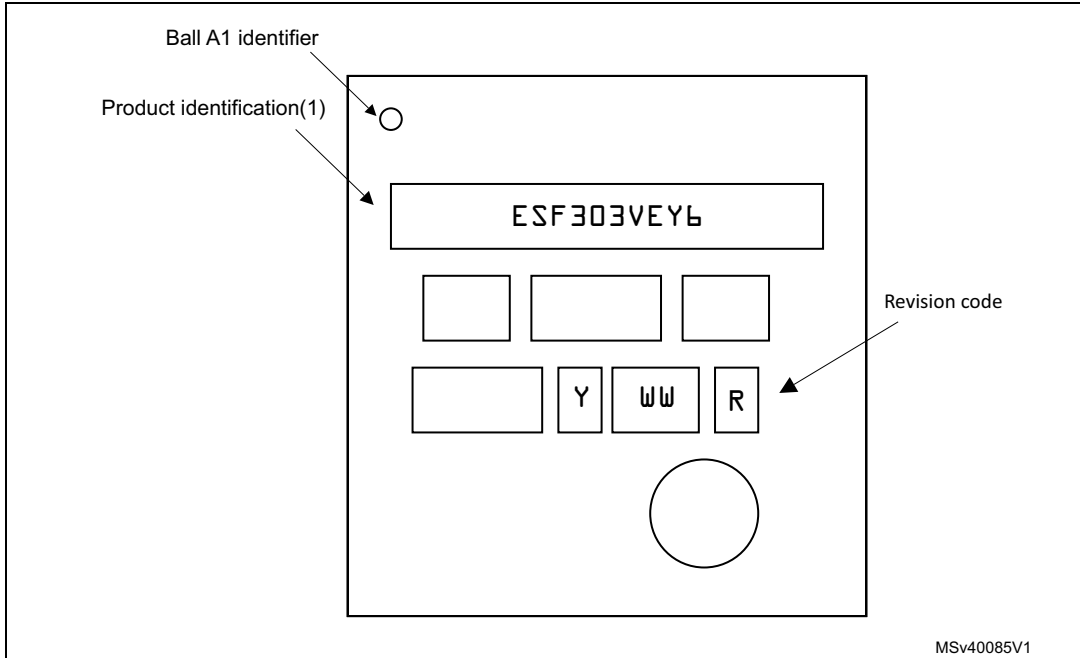 Ball A1 identifier
Product identification(1)
ESF303VEY6
Revision code
Y WW R
MSv40085V1